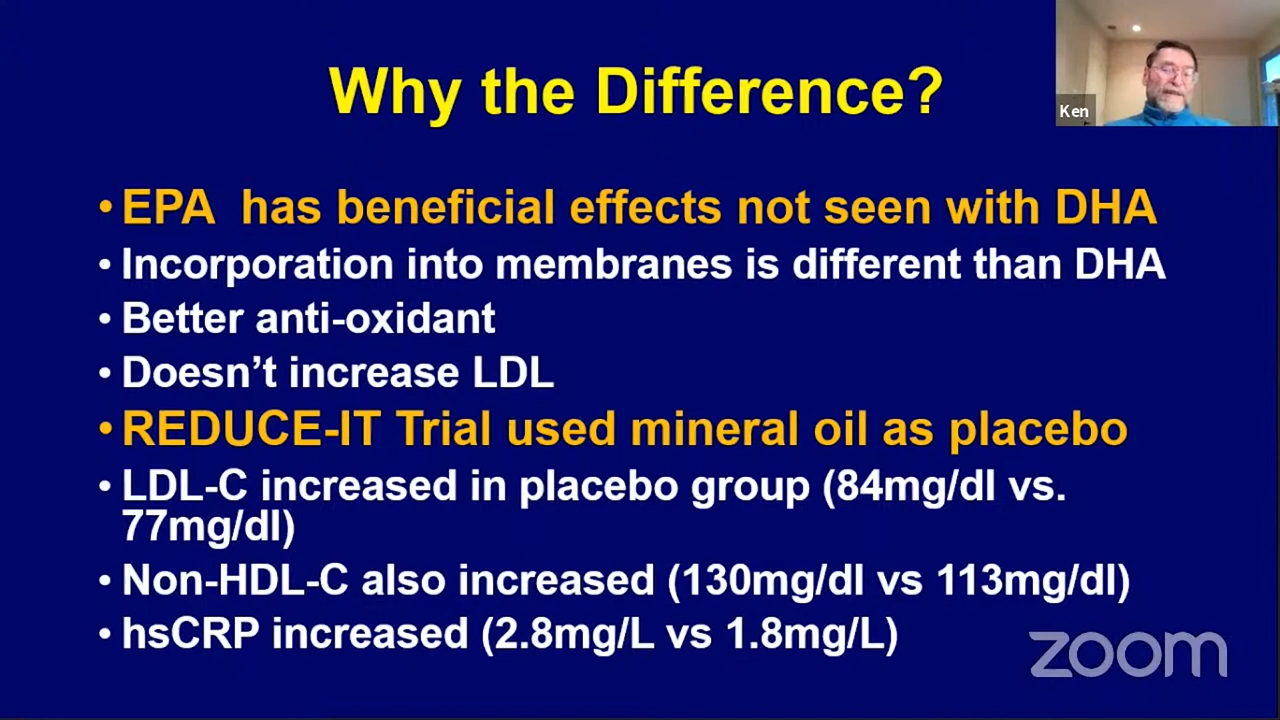 Why the Difference?
Ken
•EPA  has beneficial effects not seen with DHA
•Incorporation into membranes is different than DHA
•Better anti-oxidant
•Doesn’t increase LDL
•REDUCE-IT Trial used mineral oil as placebo
•LDL-C increased in placebo group (84mg/dl vs.
77mg/dl)
•Non-HDL-C also increased (130mg/dl vs 113mg/dl)
•hsCRP increased (2.8mg/L vs 1.8mg/L)
zoom